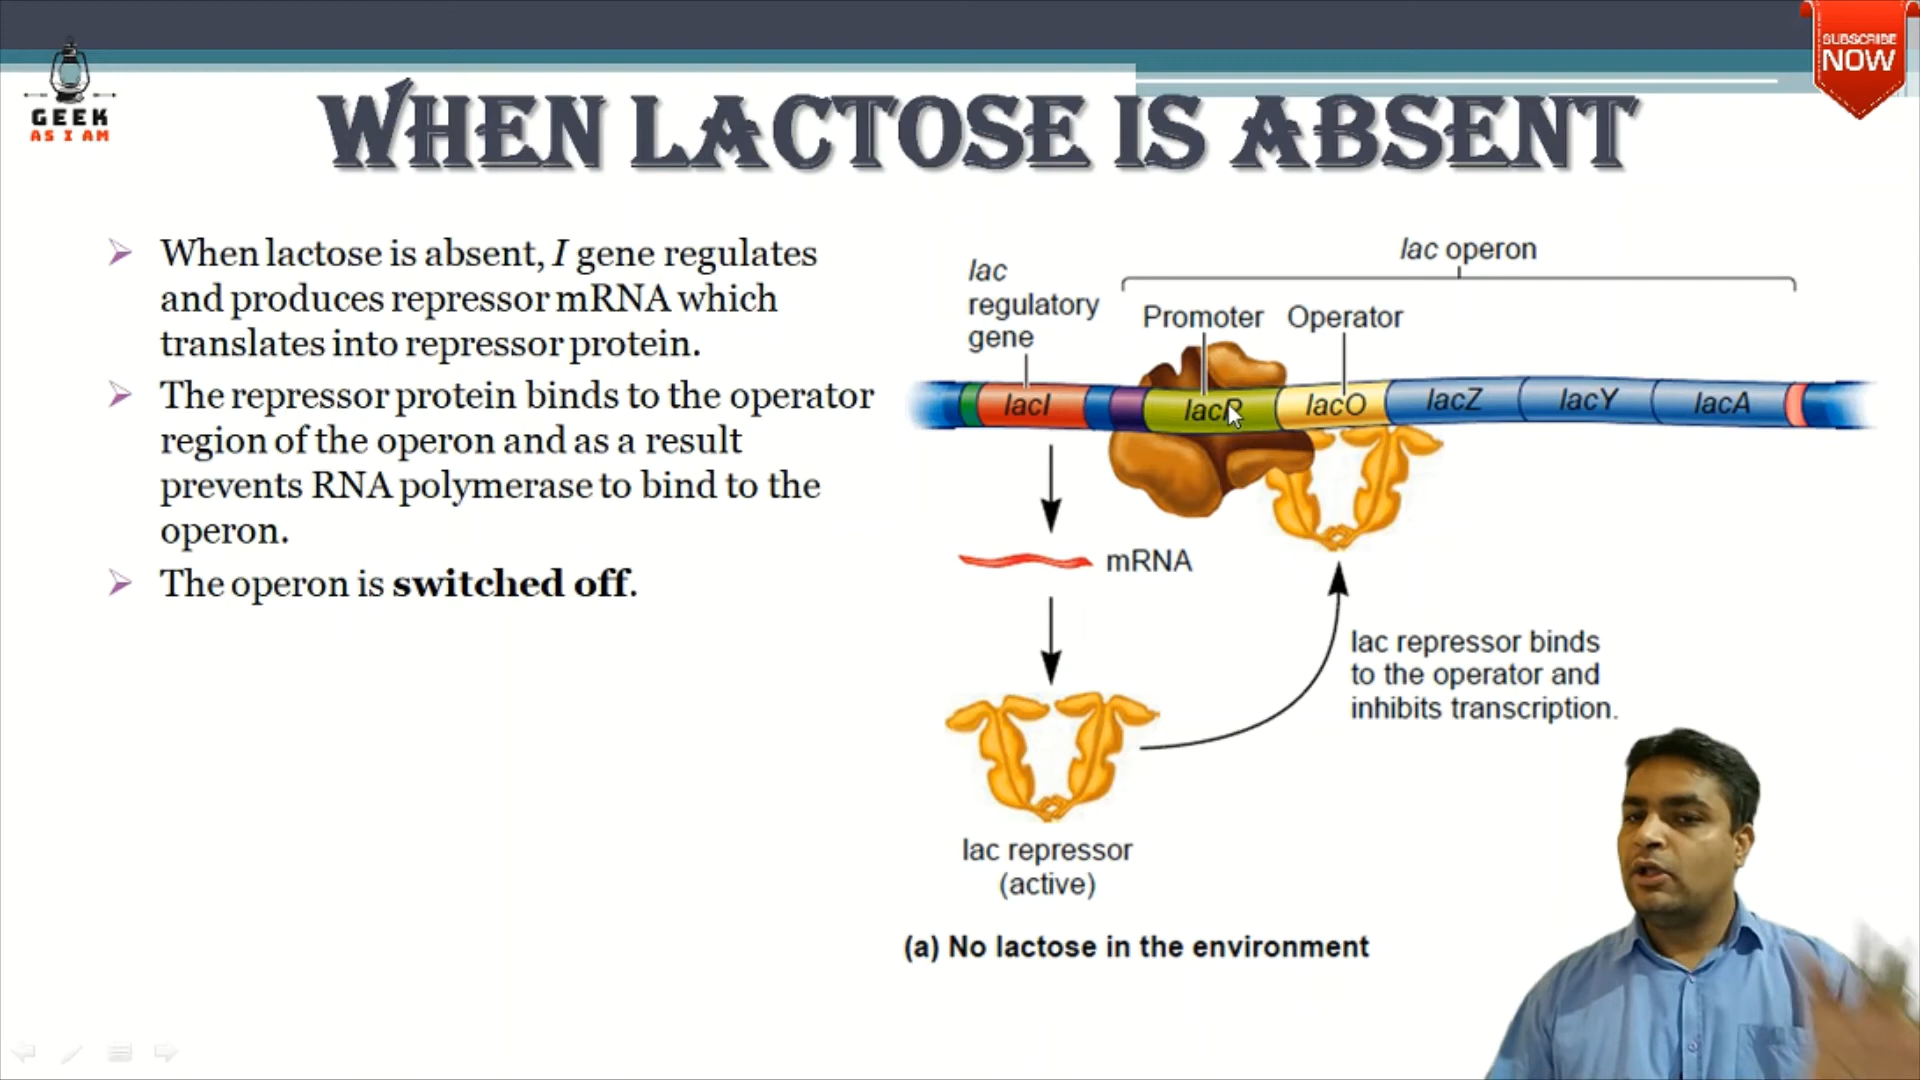 SUBSCRIBE
NOW
GEEK
AS I AM
WHEN LACTOSE IS ABSENT
When lactose is absent, I gene regulates
and produces repressor mRNA which
translates into repressor protein.
The repressor protein binds to the operator
region of the operon and as a result
prevents RNA polymerase to bind to the
operon.
The operon is switched off.
lac operon
lac
regulatory
gene
Promoter
Operator
lacI
lacP
lacO
lacZ
lacY
lacA
mRNA
lac repressor binds
to the operator and
inhibits transcription.
lac repressor
(active)
(a) No lactose in the environment